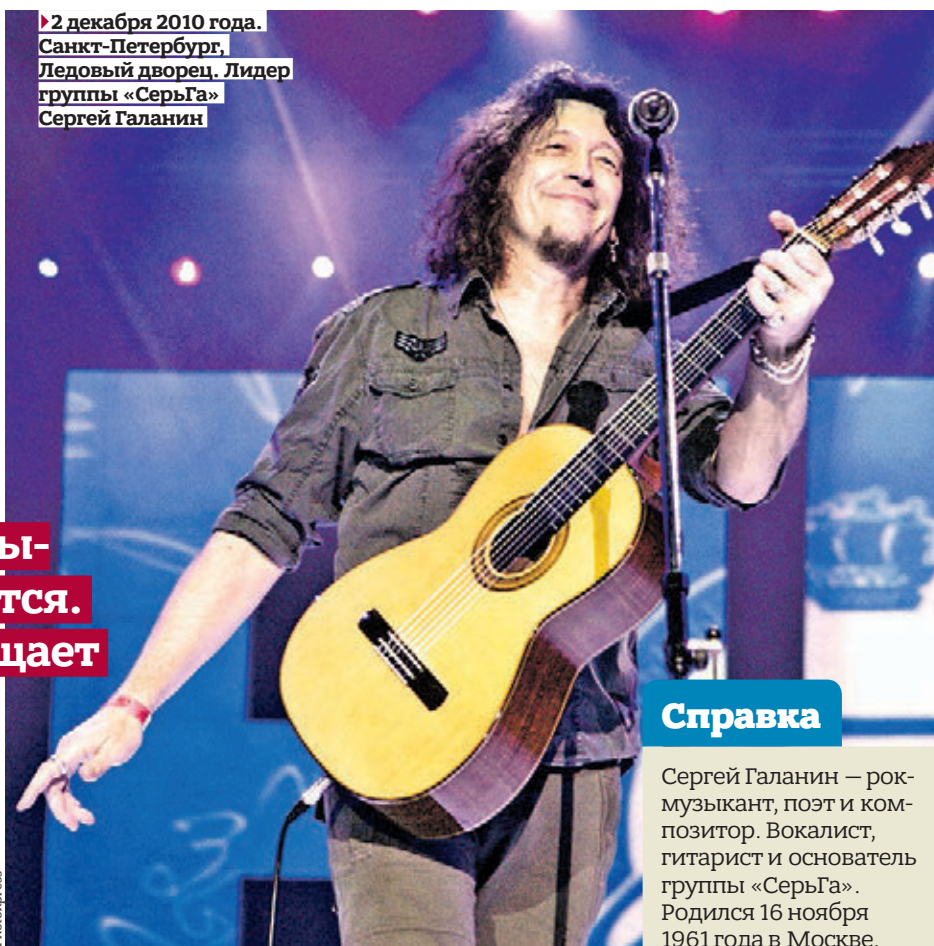 2 декабря 2010 года.
Санкт-Петербург,
Ледовый дворец. Лидер
группы «СерьГа»
Сергей Галанин
ы-
тся.
щает
Справка
Сергей Галанин — рок-
музыкант, поэт и ком-
позитор. Вокалист,
гитарист и основатель
группы «СерьГа».
Родился 16 ноября
1961 года в Москве.